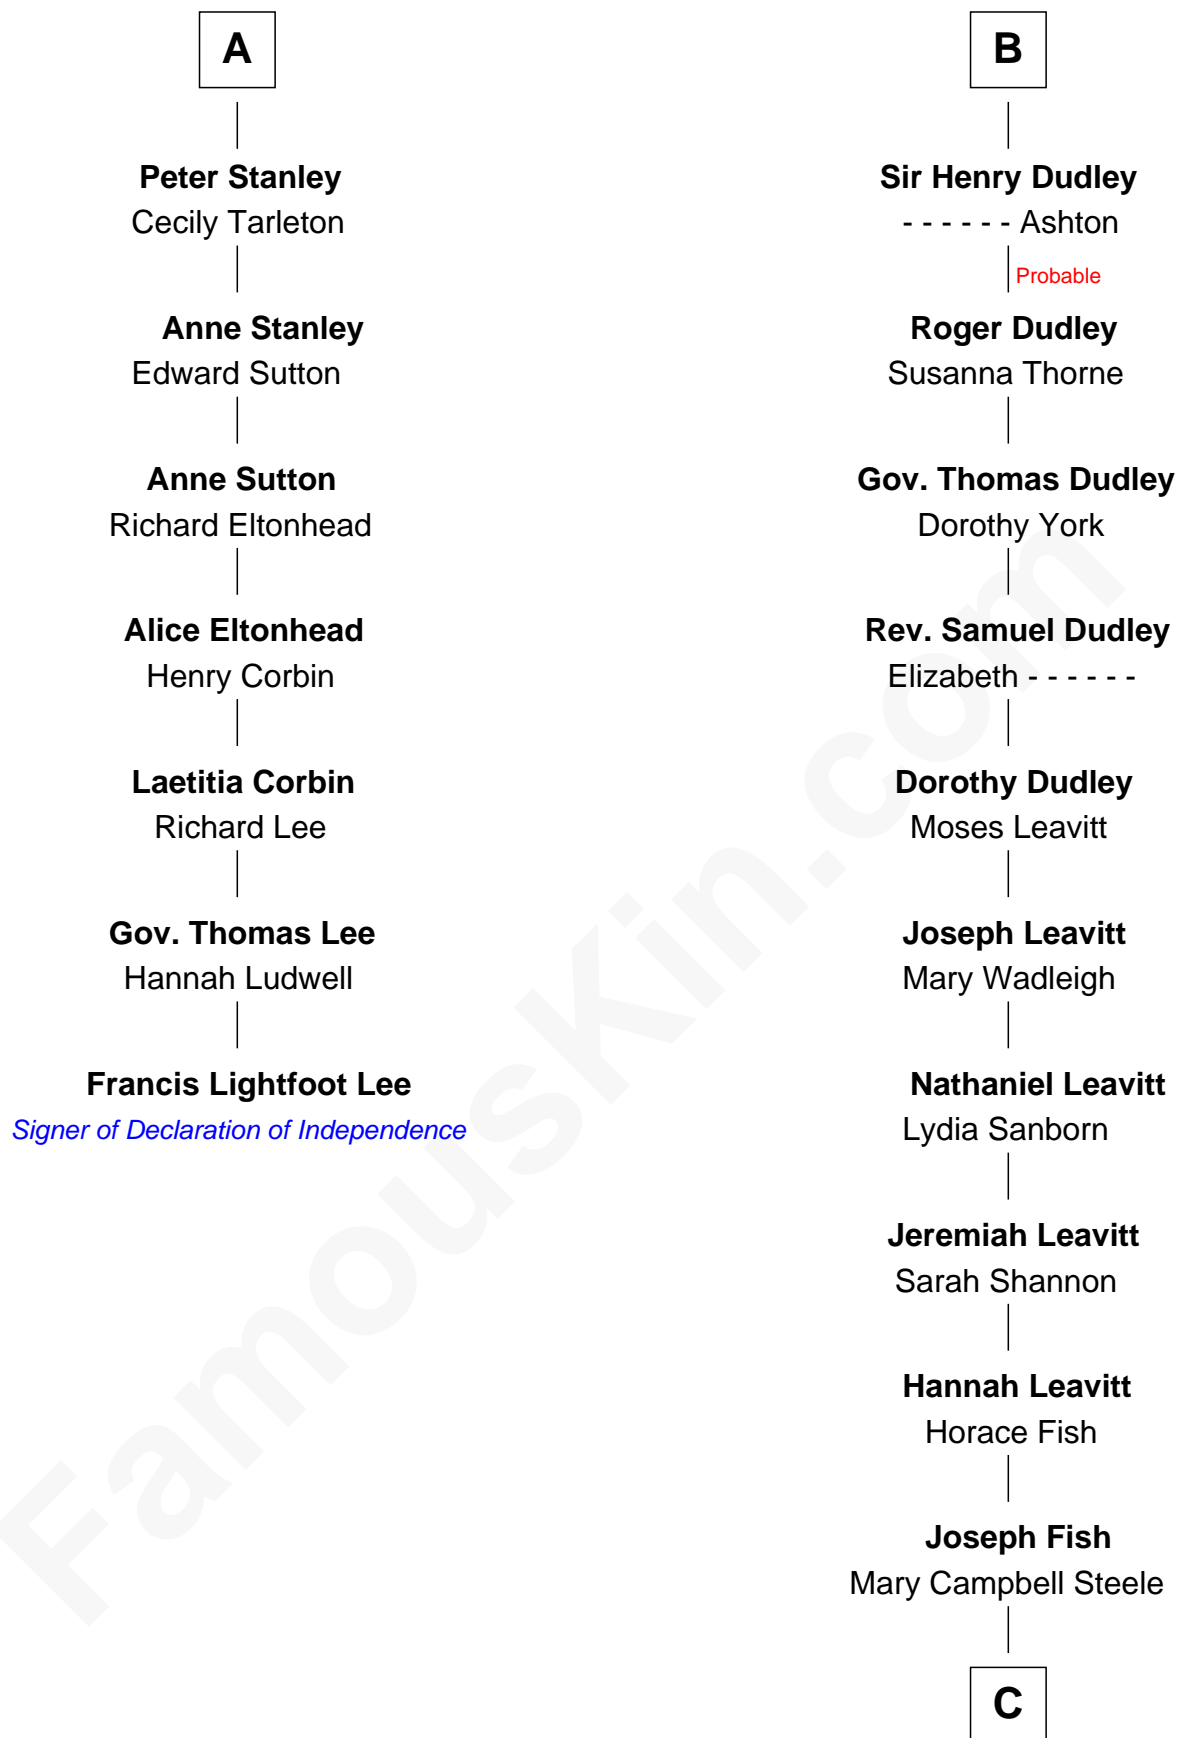 A
Peter Stanley
Cecily Tarleton
Anne Stanley
Edward Sutton
Anne Sutton
Richard Eltonhead
Alice Eltonhead
Henry Corbin
Laetitia Corbin
Richard Lee
Gov. Thomas Lee
Hannah Ludwell
Francis Lightfoot Lee
Signer of Declaration of Independence
B
Sir Henry Dudley
- - - - - - Ashton
Probable
Roger Dudley
Susanna Thorne
Gov. Thomas Dudley
Dorothy York
Rev. Samuel Dudley
Elizabeth - - - - - -
Dorothy Dudley
Moses Leavitt
Joseph Leavitt
Mary Wadleigh
Nathaniel Leavitt
Lydia Sanborn
Jeremiah Leavitt
Sarah Shannon
Hannah Leavitt
Horace Fish
Joseph Fish
Mary Campbell Steele
C
FamousKin.com